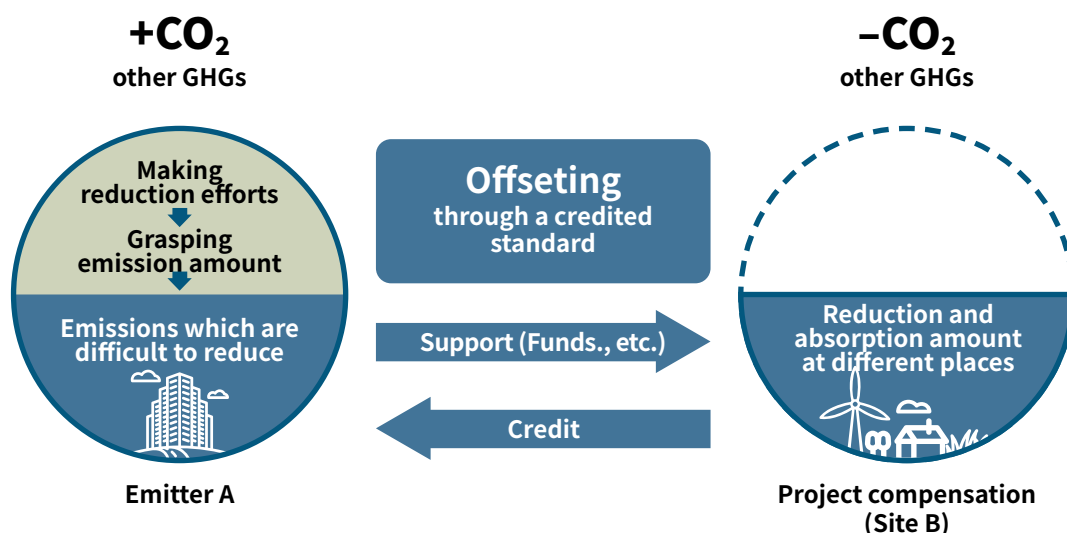 +CO₂
other GHGs
–CO₂
other GHGs
Making
reduction efforts
Grasping
emission amount
Emissions which are
difficult to reduce
Emitter A
Offseting
through a credited
standard
Support (Funds., etc.)
Credit
Reduction and
absorption amount
at different places
Project compensation
(Site B)